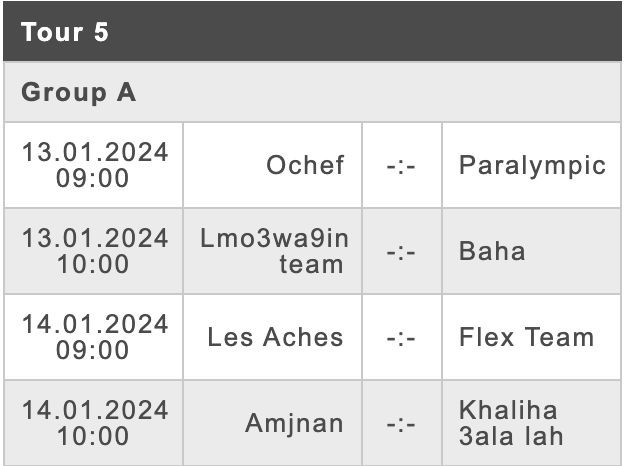 Tour 5
Group A
13.01.2024
09:00
Ochef
-:-
Paralympic
13.01.2024
10:00
Lmo3wa9in
team
-:-
Baha
14.01.2024
09:00
Les Aches
-:-
Flex Team
14.01.2024
10:00
Amjnan
-:-
Khaliha
3ala lah